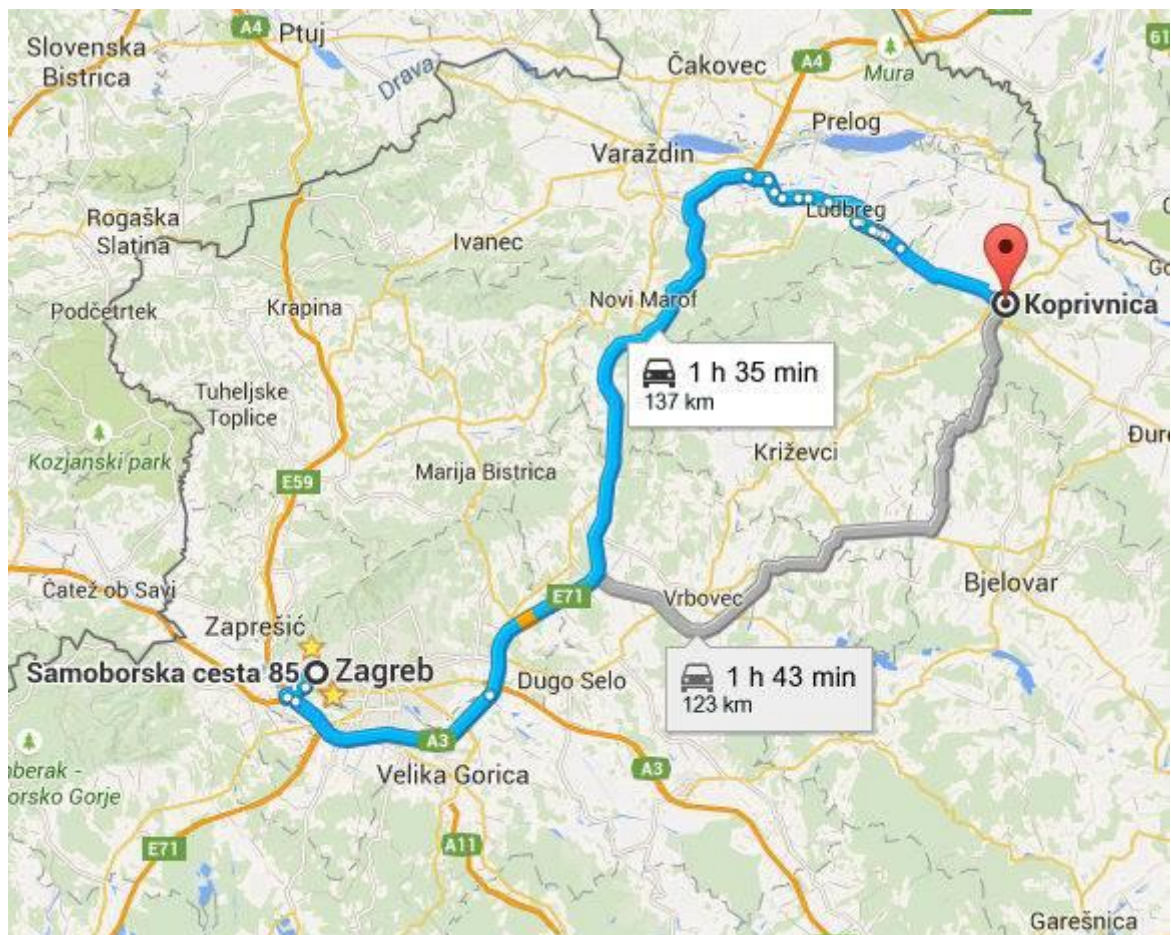 Slovenska
Bistrica
A4
Ptuj
Drava
Čakovec
A4
Mura
61
Prelog
Varaždin
Rogaška
Slatina
Ivanec
Ludbreg
Podčetrtek
Krapina
Novi Marof
Koprivnica
1 h 35 min
137 km
Tuheljske
Toplice
Kozjanski park
E59
Marija Bistrica
Križevci
Čatež ob Savi
E71
Vrbovec
Bjelovar
Zaprešić
Samoborska cesta 85
Zagreb
Dugo Selo
1 h 43 min
123 km
A3
Velika Gorica
A3
E71
A11
Garešnica